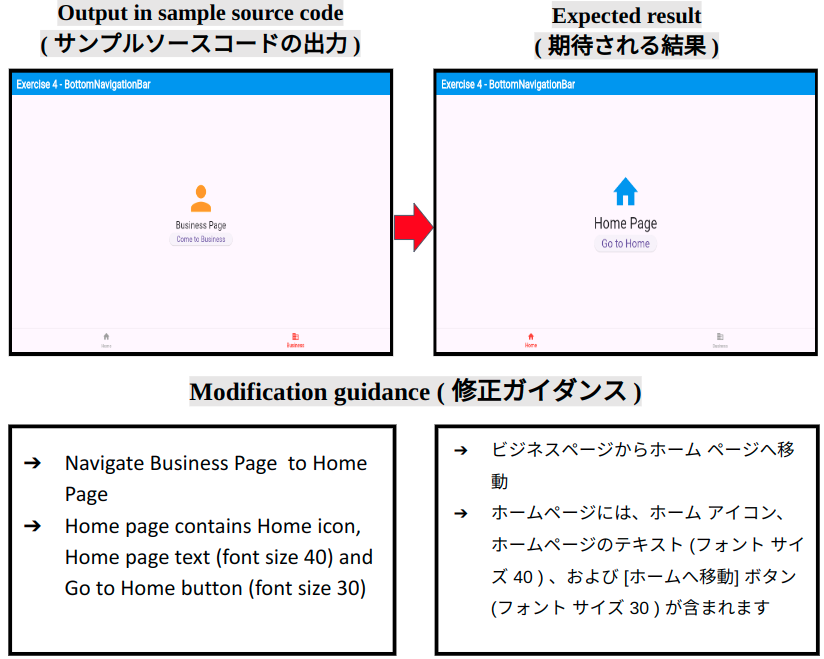 Output in sample source code
( サンプルソースコードの出力 )
Expected result
( 期待される結果 )
Exercise 4 - BottomNavigationBar
Business Page
Come to Business
Home
Business
Exercise 4 - BottomNavigationBar
Home Page
Go to Home
Home
Business
Modification guidance ( 修正ガイダンス )
➔ Navigate Business Page to Home
Page
➔ Home page contains Home icon,
Home page text (font size 40) and
Go to Home button (font size 30)
➔ ビジネスページからホーム ページへ移
動
➔ ホームページには、ホーム アイコン、
ホームページのテキスト (フォント サイ
ズ 40 ) 、および [ホームへ移動] ボタン
(フォント サイズ 30 ) が含まれます